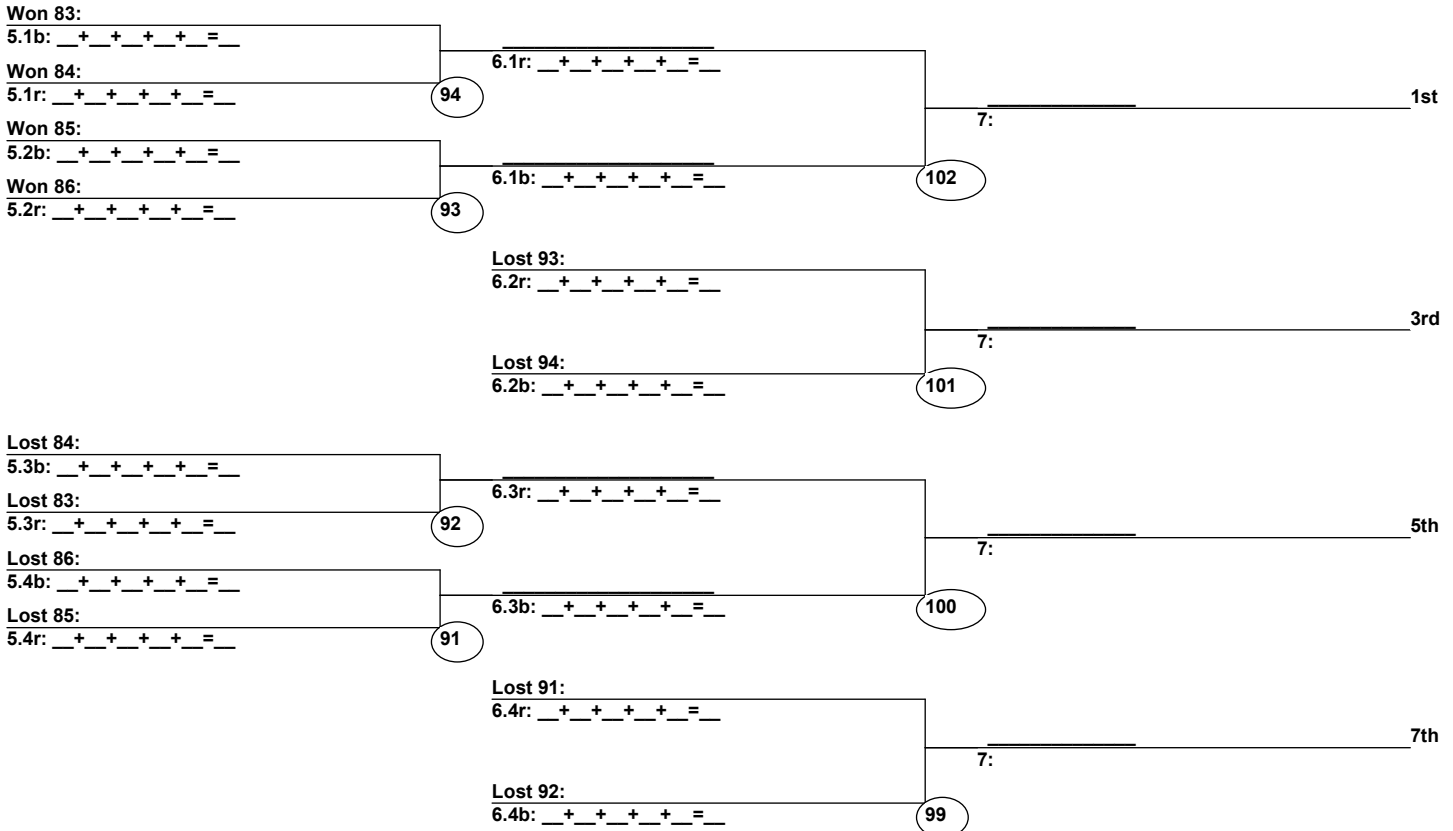 Won 83:
5.1b: __+__+__+__+__=__
6.1r: __+__+__+__+__=__
Won 84:
5.1r: __+__+__+__+__=__
94
1st
7:
Won 85:
5.2b: __+__+__+__+__=__
6.1b: __+__+__+__+__=__
102
Won 86:
5.2r: __+__+__+__+__=__
93
Lost 93:
6.2r: __+__+__+__+__=__
3rd
7:
Lost 94:
6.2b: __+__+__+__+__=__
101
Lost 84:
5.3b: __+__+__+__+__=__
6.3r: __+__+__+__+__=__
Lost 83:
5.3r: __+__+__+__+__=__
92
5th
7:
Lost 86:
5.4b: __+__+__+__+__=__
6.3b: __+__+__+__+__=__
100
Lost 85:
5.4r: __+__+__+__+__=__
91
Lost 91:
6.4r: __+__+__+__+__=__
7th
7:
Lost 92:
6.4b: __+__+__+__+__=__
99